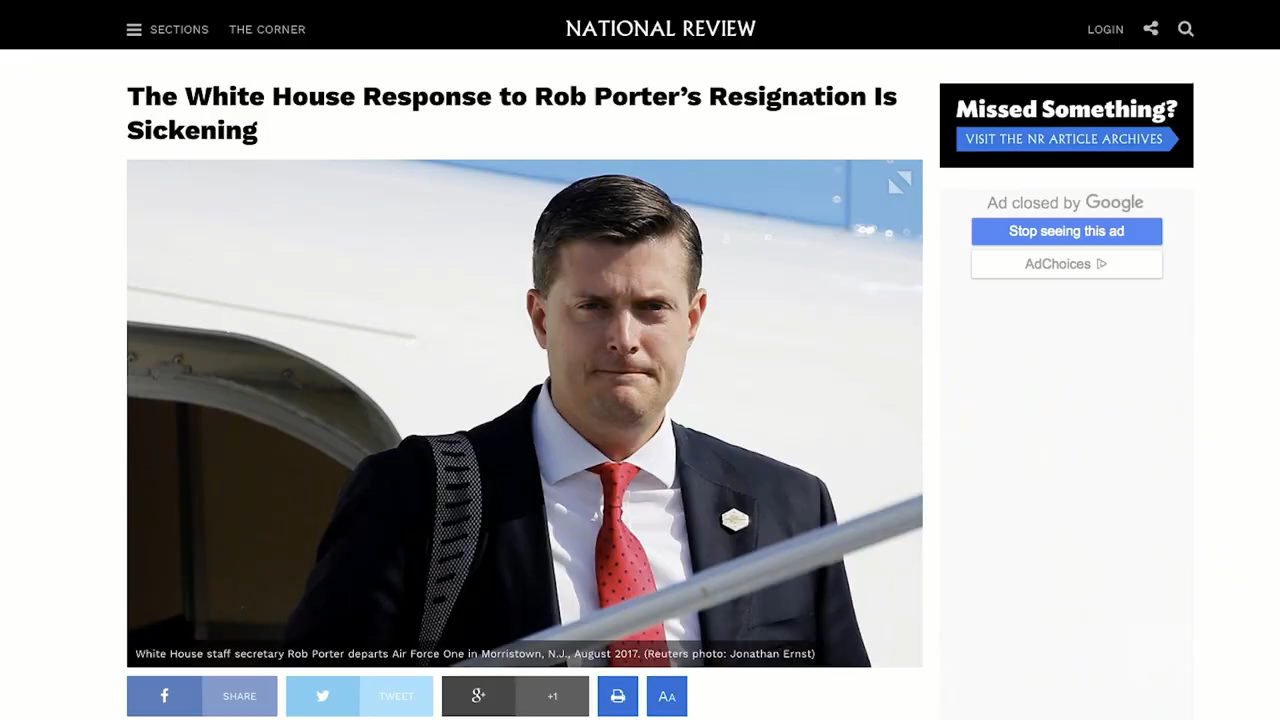 SECTIONS THE CORNER NATIONAL REVIEW LOGIN
The White House Response to Rob Porter’s Resignation Is
Sickening
Missed Something?
VISIT THE NR ARTICLE ARCHIVES
Ad closed by Google
Stop seeing this ad
AdChoices
White House staff secretary Rob Porter departs Air Force One in Morristown, N.J., August 2017. (Reuters photo: Jonathan Ernst)
f SHARE TWEET g+ +1 AA